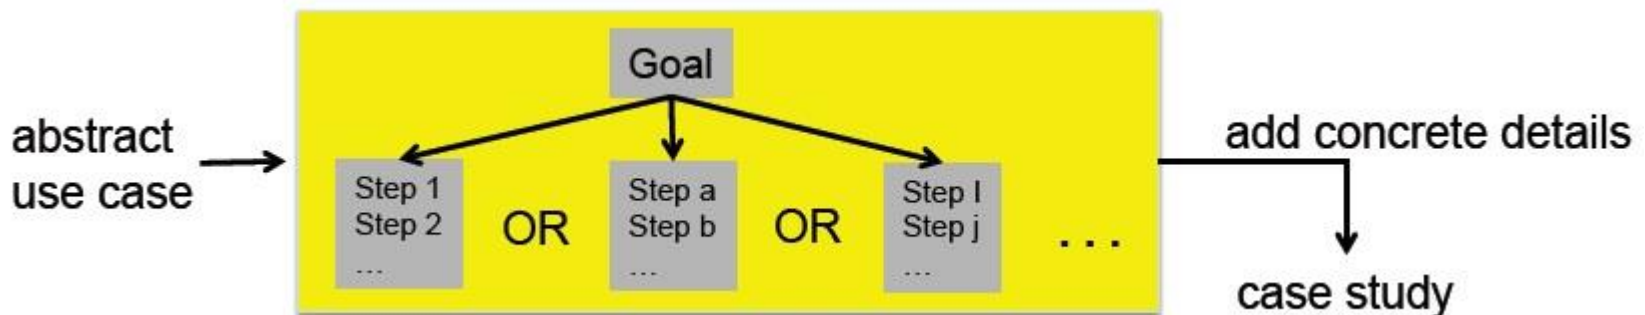 Goal
abstract
use case
Step 1
Step 2
...
OR
Step a
Step b
...
OR
Step I
Step j
...
...
add concrete details
case study